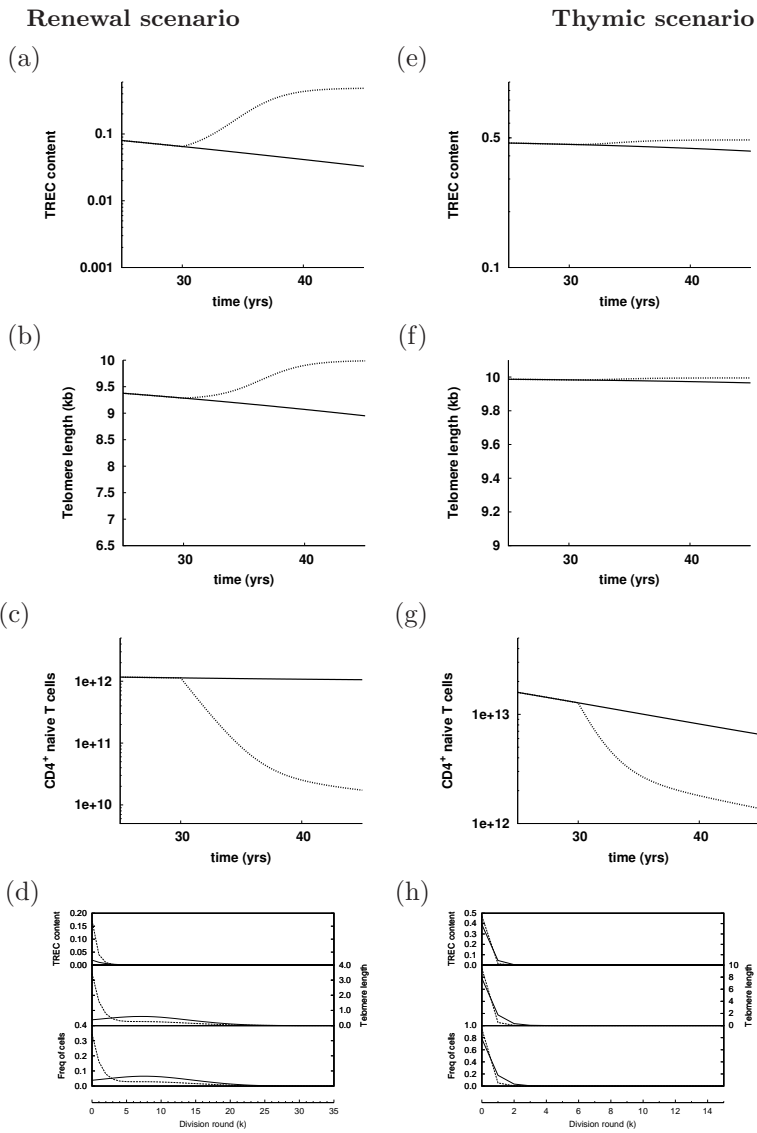 Renewal scenario
Thymic scenario
(a)
TREC content
0.1
0.01
0.001
30
40
time (yrs)
(e)
TREC content
0.5
0.1
30
40
time (yrs)
(b)
Telomere length (kb)
10
9.5
9
8.5
8
7.5
7
6.5
30
40
time (yrs)
(f)
Telomere length (kb)
10
9.8
9.6
9.4
9.2
9
30
40
time (yrs)
(c)
CD4+ naive T cells
1e+12
1e+11
1e+10
30
40
time (yrs)
(g)
CD4+ naive T cells
1e+13
1e+12
30
40
time (yrs)
(d)
TREC content
0.20
0.15
0.10
0.05
0.00
4.0
3.0
2.0
1.0
0.0
Telomere length
Freq of cells
0.4
0.3
0.2
0.1
0.0
0 5 10 15 20 25 30 35
Division round (k)
(h)
TREC content
0.5
0.4
0.3
0.2
0.1
0.0
10
8
6
4
2
0
Telomere length
Freq of cells
1.0
0.8
0.6
0.4
0.2
0.0
0 2 4 6 8 10 12 14
Division round (k)